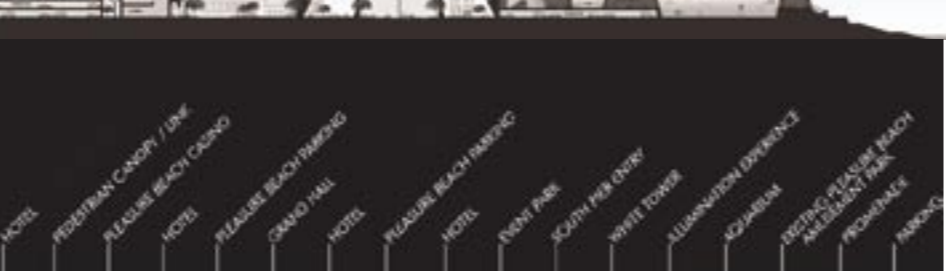 HOTEL
PEDESTRIAN CANOPY / LINK
PLEASURE BEACH CASINO
HOTEL
PLEASURE BEACH PARKING
GRAND HALL
HOTEL
PLEASURE BEACH PARKING
HOTEL
EVENT PARK
SOUTH PIER ENTRY
WHITE TOWER
ILLUMINATION EXPERIENCE
AQUARIUM
EXISTING PLEASURE BEACH
AMUSEMENT PARK
PROMENADE
PARKING